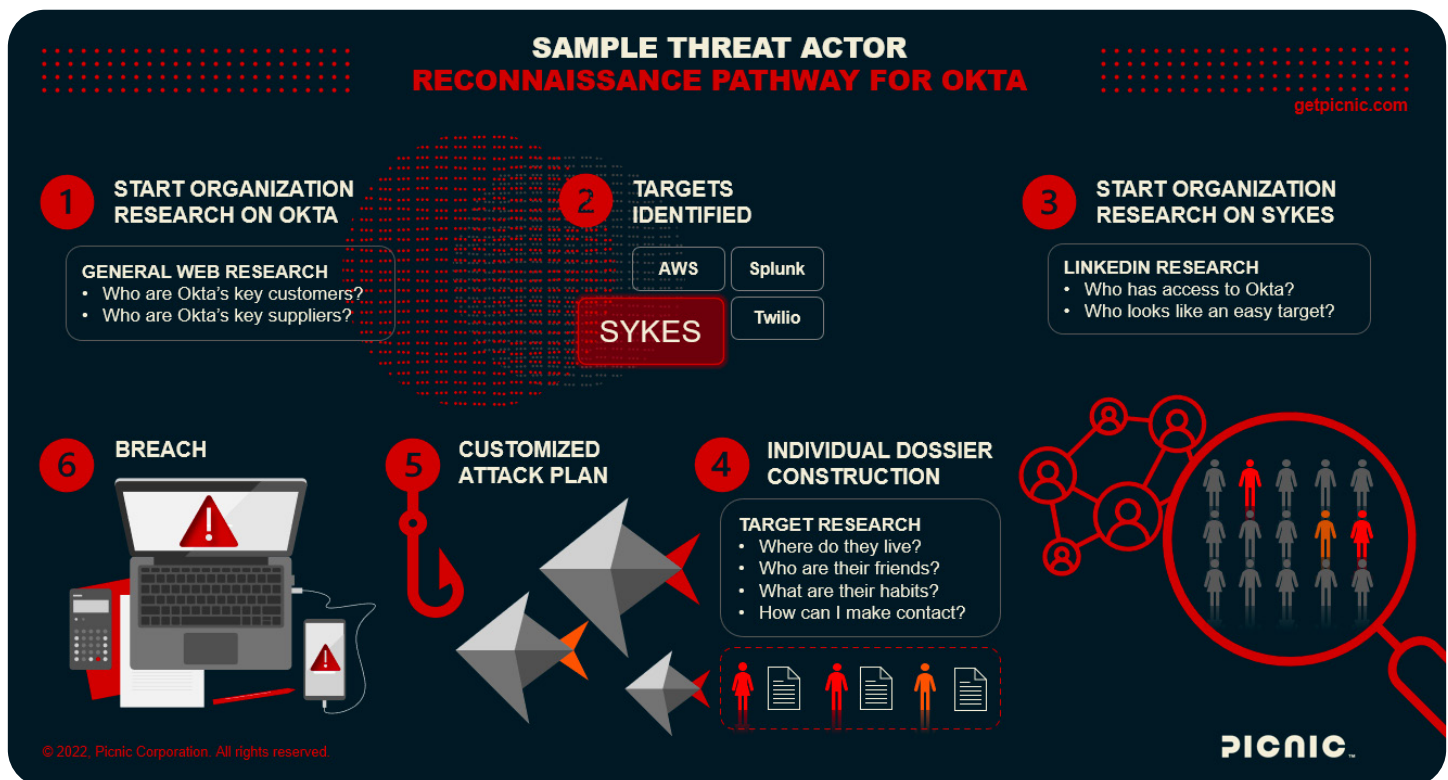 SAMPLE THREAT ACTOR
RECONNAISSANCE PATHWAY FOR OKTA
getpicnic.com
1
START ORGANIZATION
RESEARCH ON OKTA
GENERAL WEB RESEARCH
• Who are Okta's key customers?
• Who are Okta's key suppliers?
2
TARGETS
IDENTIFIED
AWS
Splunk
SYKES
Twilio
3
START ORGANIZATION
RESEARCH ON SYKES
LINKEDIN RESEARCH
• Who has access to Okta?
• Who looks like an easy target?
4
INDIVIDUAL DOSSIER
CONSTRUCTION
TARGET RESEARCH
• Where do they live?
• Who are their friends?
• What are their habits?
• How can I make contact?
5
CUSTOMIZED
ATTACK PLAN
6
BREACH
© 2022, Picnic Corporation. All rights reserved.
PICNIC™